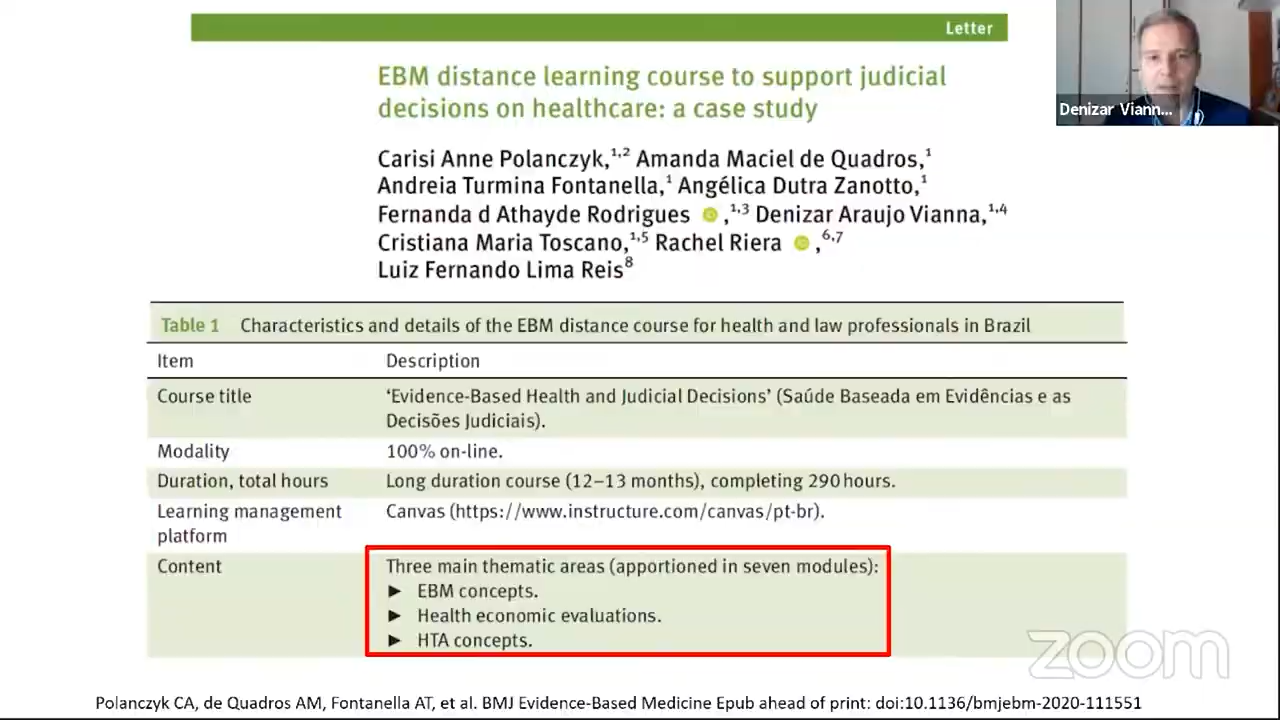 Letter
EBM distance learning course to support judicial
decisions on healthcare: a case study
Carisi Anne Polanczyk,1,2 Amanda Maciel de Quadros,1
Andreia Turmina Fontanella,1 Angélica Dutra Zanotto,1
Fernanda d Athayde Rodrigues ,1,3 Denizar Araujo Vianna,1,4
Cristiana Maria Toscano,1,5 Rachel Riera ,6,7
Luiz Fernando Lima Reis8
Denizar Viann...
Table 1 Characteristics and details of the EBM distance course for health and law professionals in Brazil
Item Description
Course title ‘Evidence-Based Health and Judicial Decisions’ (Saúde Baseada em Evidências e as
Decisões Judiciais).
Modality 100% on-line.
Duration, total hours Long duration course (12–13 months), completing 290 hours.
Learning management Canvas (https://www.instructure.com/canvas/pt-br).
platform
Content Three main thematic areas (apportioned in seven modules):
► EBM concepts.
► Health economic evaluations.
► HTA concepts.
zoom
Polanczyk CA, de Quadros AM, Fontanella AT, et al. BMJ Evidence-Based Medicine Epub ahead of print: doi:10.1136/bmjebm-2020-111551